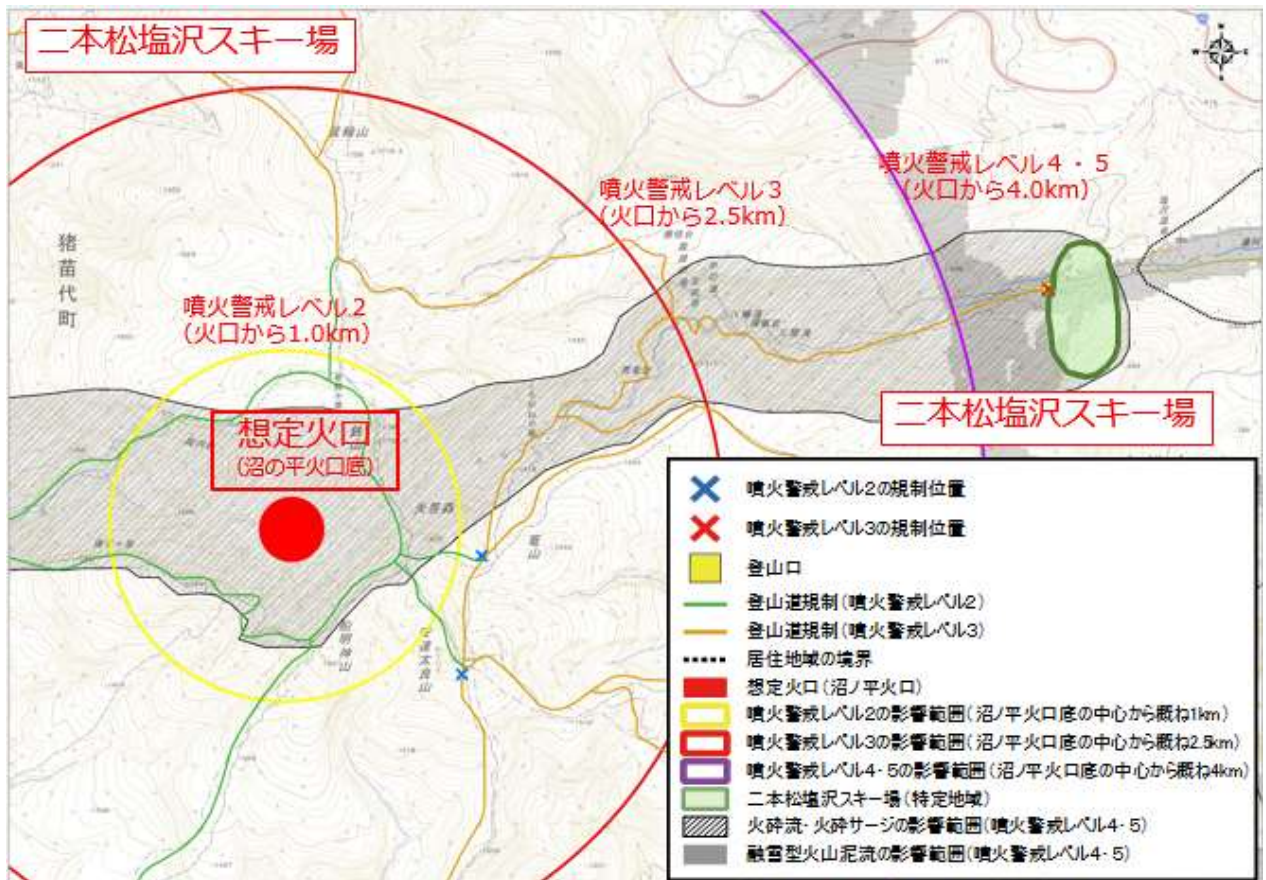 二本松塩沢スキー場
噴火警戒レベル4・5
(火口から4.0km)
噴火警戒レベル3
(火口から2.5km)
箕輪山
猪苗代町
噴火警戒レベル2
(火口から1.0km)
想定火口
(沼の平火口底)
二本松塩沢スキー場
矢筈森
船明神山
安達太良山
噴火警戒レベル2の規制位置
噴火警戒レベル3の規制位置
登山口
登山道規制(噴火警戒レベル2)
登山道規制(噴火警戒レベル3)
居住地域の境界
想定火口(沼ノ平火口)
噴火警戒レベル2の影響範囲(沼ノ平火口底の中心から概ね1km)
噴火警戒レベル3の影響範囲(沼ノ平火口底の中心から概ね2.5km)
噴火警戒レベル4・5の影響範囲(沼ノ平火口底の中心から概ね4km)
二本松塩沢スキー場(特定地域)
火砕流・火砕サージの影響範囲(噴火警戒レベル4・5)
融雪型火山泥流の影響範囲(噴火警戒レベル4・5)